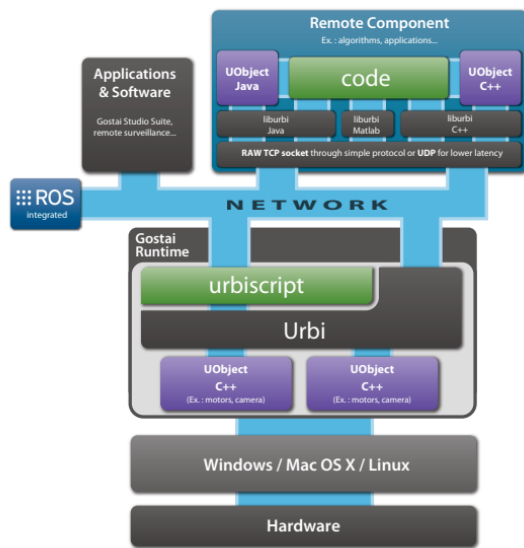 Remote Component
Ex. : algorithms, applications...
UObject
Java
code
UObject
C++
Applications
& Software
Gostai Studio Suite,
remote surveillance...
liburbi
Java
liburbi
Matlab
liburbi
C++
RAW TCP socket through simple protocol or UDP for lower latency
ROS
integrated
NETWORK
Gostai
Runtime
urbiscript
Urbi
UObject
C++
(Ex. : motors, camera)
UObject
C++
(Ex. : motors, camera)
Windows / Mac OS X / Linux
Hardware